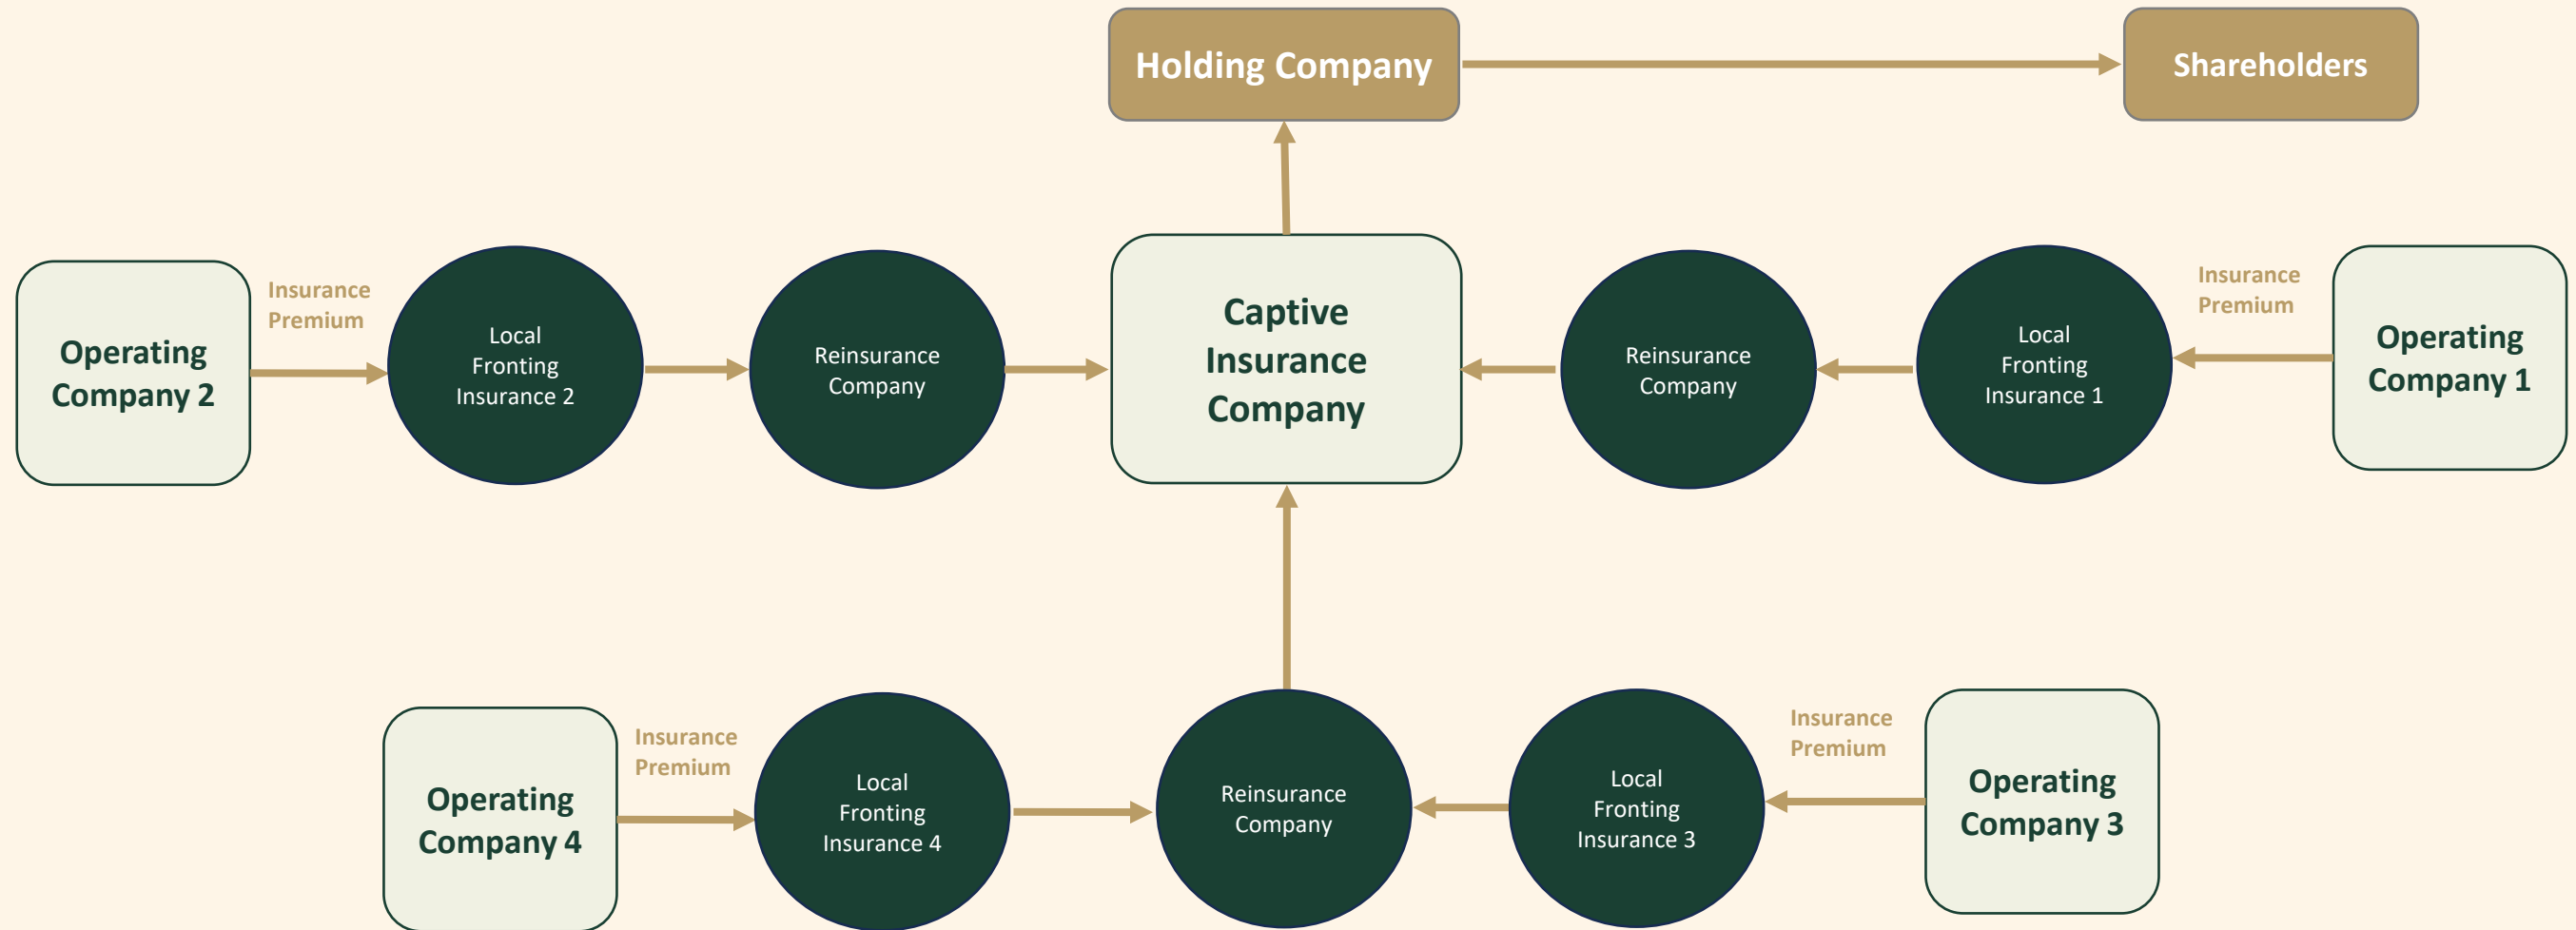 Holding Company
Shareholders
Operating
Company 2
Insurance
Premium
Local
Fronting
Insurance 2
Reinsurance
Company
Captive
Insurance
Company
Reinsurance
Company
Local
Fronting
Insurance 1
Insurance
Premium
Operating
Company 1
Operating
Company 4
Insurance
Premium
Local
Fronting
Insurance 4
Reinsurance
Company
Local
Fronting
Insurance 3
Insurance
Premium
Operating
Company 3